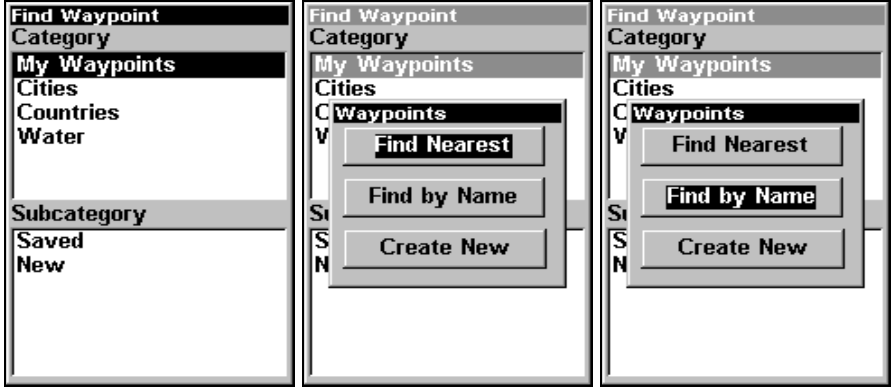 Find Waypoint
Category
My Waypoints
Cities
Countries
Water
Subcategory
Saved
New
Find Waypoint
Category
My Waypoints
Cities
Waypoints
Find Nearest
Find by Name
Create New
Find Waypoint
Category
My Waypoints
Cities
Waypoints
Find Nearest
Find by Name
Create New